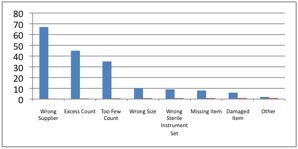 80
70
60
50
40
30
20
10
0
Wrong Supplier
Excess Count
Too Few Count
Wrong Size
Wrong Sterile Instrument Set
Missing Item
Damaged Item
Other